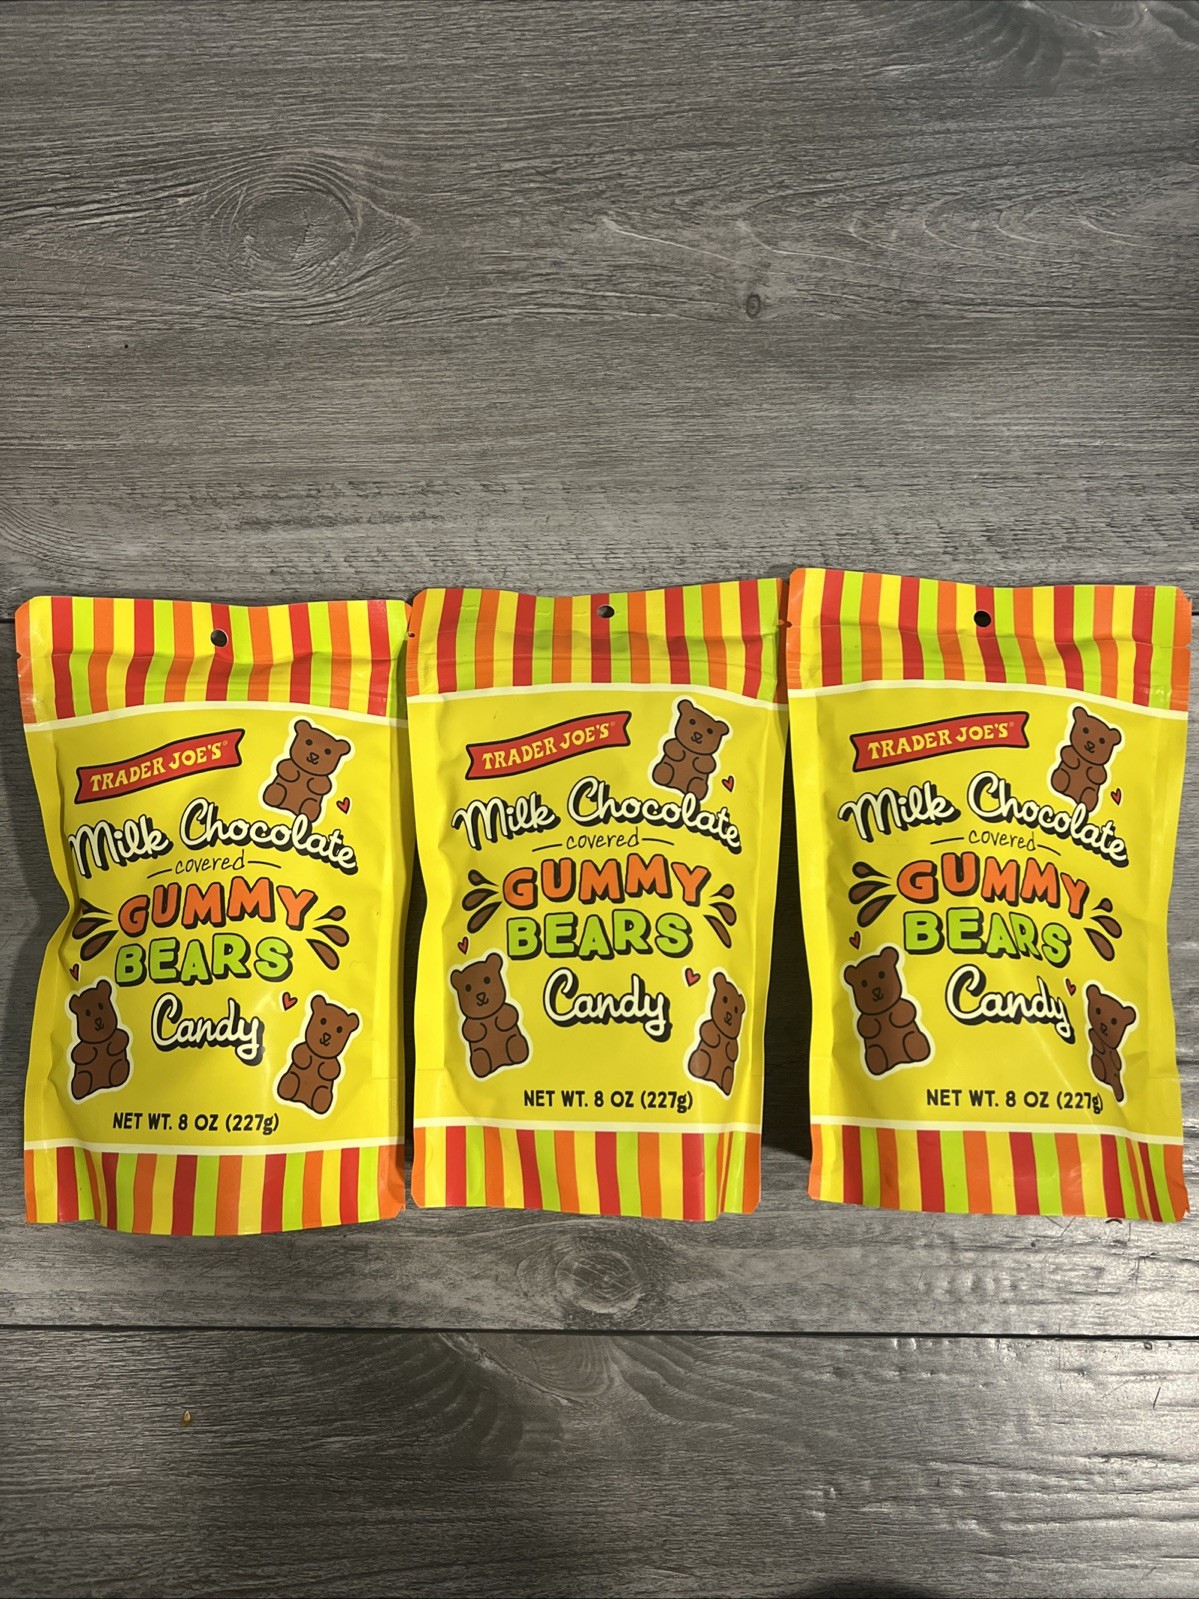 TRADER JOE'S®
Milk Chocolate
covered
GUMMY
BEARS
Candy
NET WT. 8 OZ (227g)
TRADER JOE'S®
Milk Chocolate
covered
GUMMY
BEARS
Candy
NET WT. 8 OZ (227g)
TRADER JOE'S®
Milk Chocolate
covered
GUMMY
BEARS
Candy
NET WT. 8 OZ (227g)